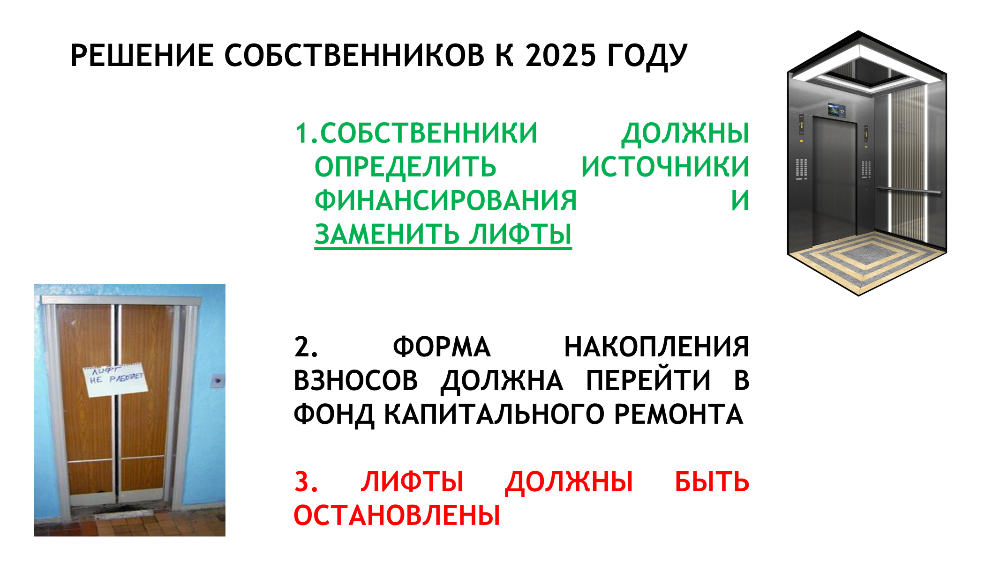 РЕШЕНИЕ СОБСТВЕННИКОВ К 2025 ГОДУ
1.СОБСТВЕННИКИ ДОЛЖНЫ
ОПРЕДЕЛИТЬ ИСТОЧНИКИ
ФИНАНСИРОВАНИЯ И
ЗАМЕНИТЬ ЛИФТЫ
12
2. ФОРМА НАКОПЛЕНИЯ
ВЗНОСОВ ДОЛЖНА ПЕРЕЙТИ В
ФОНД КАПИТАЛЬНОГО РЕМОНТА
3. ЛИФТЫ ДОЛЖНЫ БЫТЬ
ОСТАНОВЛЕНЫ
ЛИФТ
НЕ РАБОТАЕТ